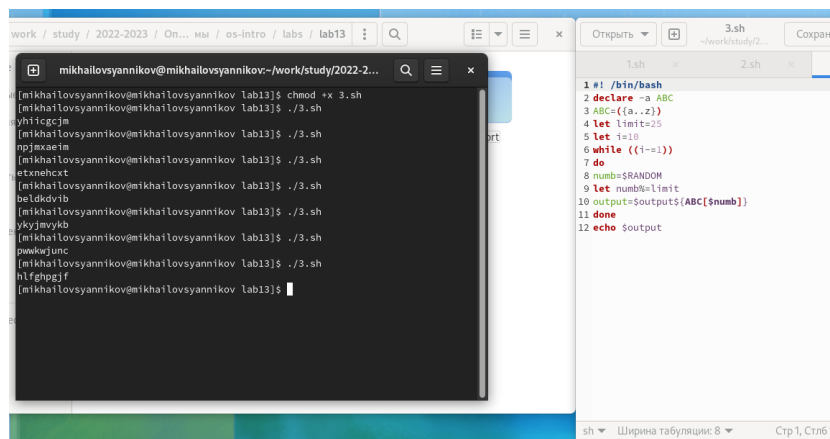 work / study / 2022-2023 / Оп... мы / os-intro / labs / lab13
mikhailovsyannikov@mikhailovsyannikov:~/work/study/2022-2...
[mikhailovsyannikov@mikhailovsyannikov lab13]$ chmod +x 3.sh
[mikhailovsyannikov@mikhailovsyannikov lab13]$ ./3.sh
yhiicgcjm
[mikhailovsyannikov@mikhailovsyannikov lab13]$ ./3.sh
npjmxaeim
[mikhailovsyannikov@mikhailovsyannikov lab13]$ ./3.sh
etxnehcxt
[mikhailovsyannikov@mikhailovsyannikov lab13]$ ./3.sh
beldkdvib
[mikhailovsyannikov@mikhailovsyannikov lab13]$ ./3.sh
ykyjmvykb
[mikhailovsyannikov@mikhailovsyannikov lab13]$ ./3.sh
pwwkwjunc
[mikhailovsyannikov@mikhailovsyannikov lab13]$ ./3.sh
hlfghpgjf
[mikhailovsyannikov@mikhailovsyannikov lab13]$
ort
Открыть
3.sh
~/work/study/2...
Сохран
1.sh
2.sh
1 #! /bin/bash
2 declare -a ABC
3 ABC=({a..z})
4 let limit=25
5 let i=10
6 while ((i-=1))
7 do
8 numb=$RANDOM
9 let numb%=limit
10 output=$output${ABC[$numb]}
11 done
12 echo $output
sh
Ширина табуляции: 8
Стр 1, Стлб